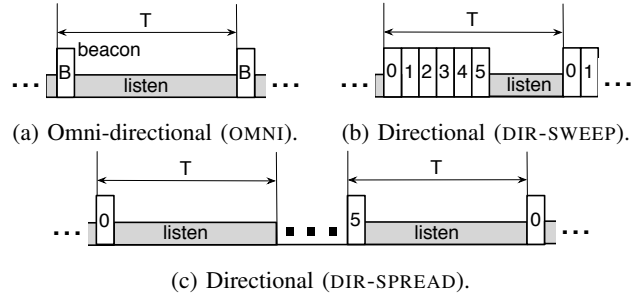 T T
beacon
B B 0 1 2 3 4 5 0 1
... listen ... ... listen ...
(a) Omni-directional (OMNI). (b) Directional (DIR-SWEEP).
T T
0 5 0
... listen ... listen ...
(c) Directional (DIR-SPREAD).